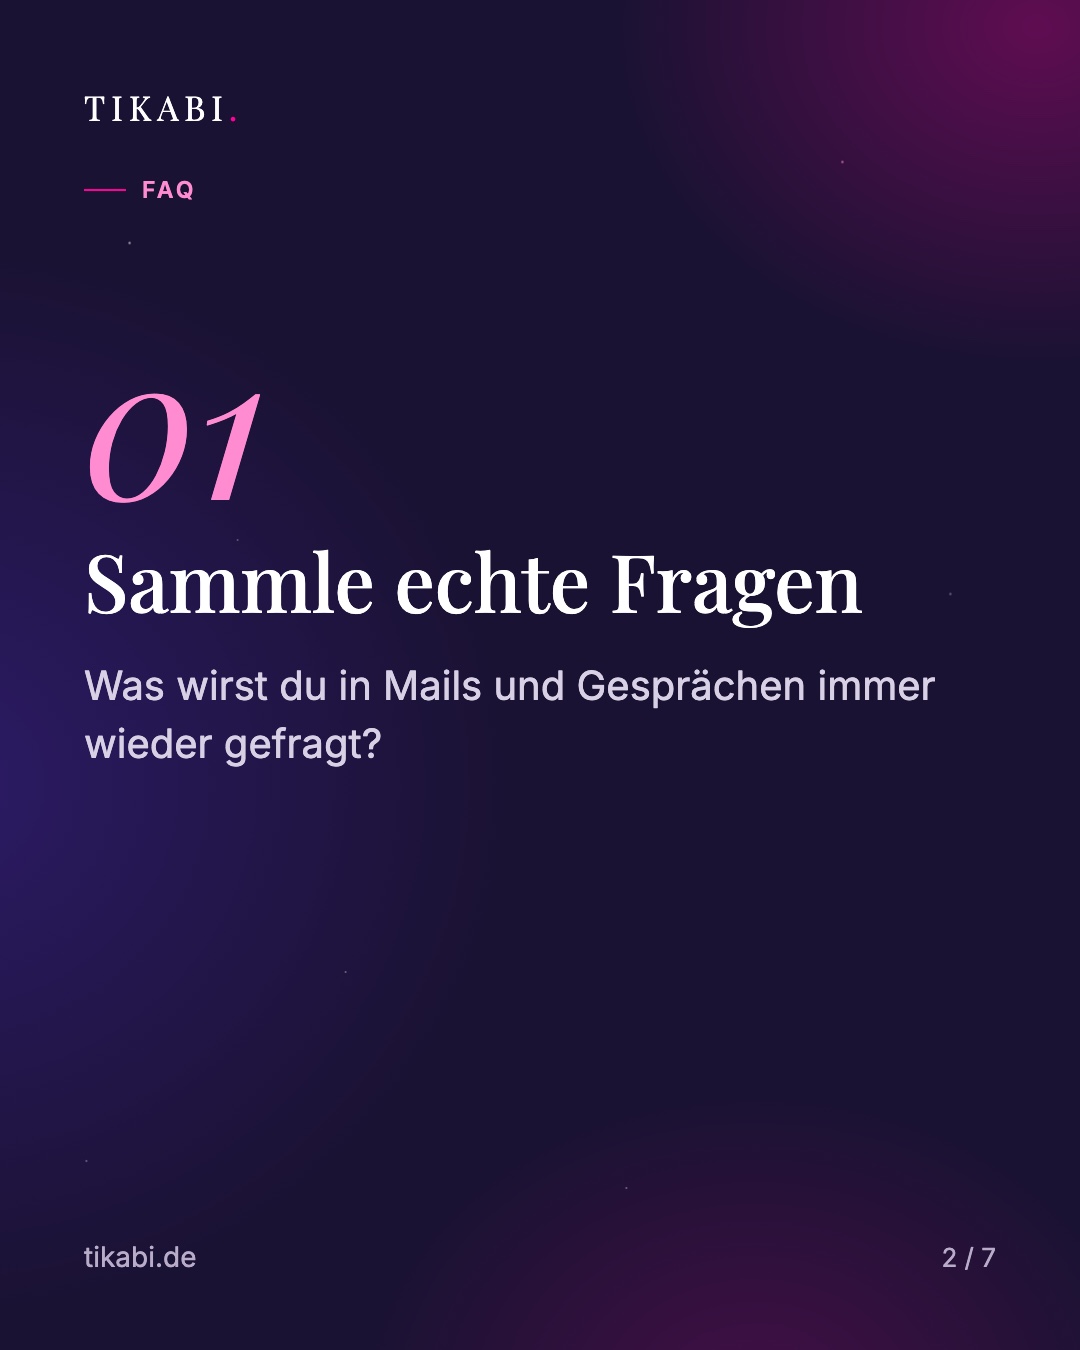 TIKABI.
FAQ
01
Sammle echte Fragen
Was wirst du in Mails und Gesprächen immer
wieder gefragt?
tikabi.de
2 / 7